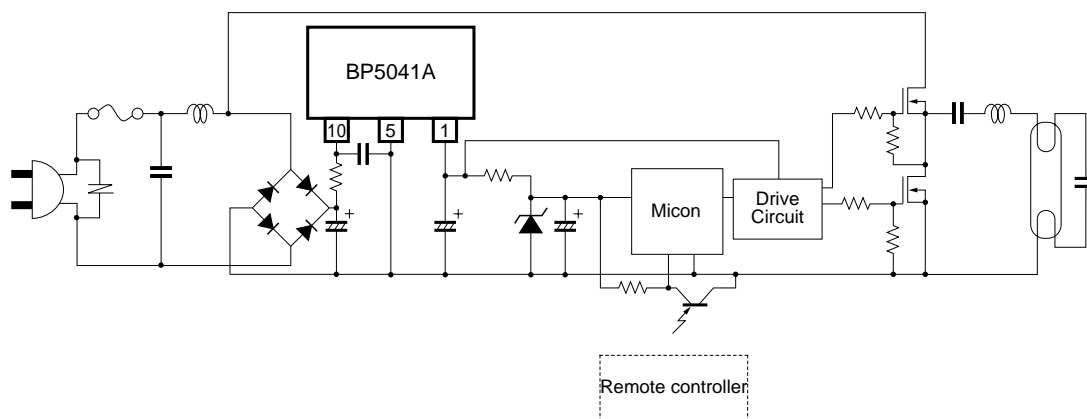 BP5041A
10 5 1
Micon
Drive
Circuit
Remote controller